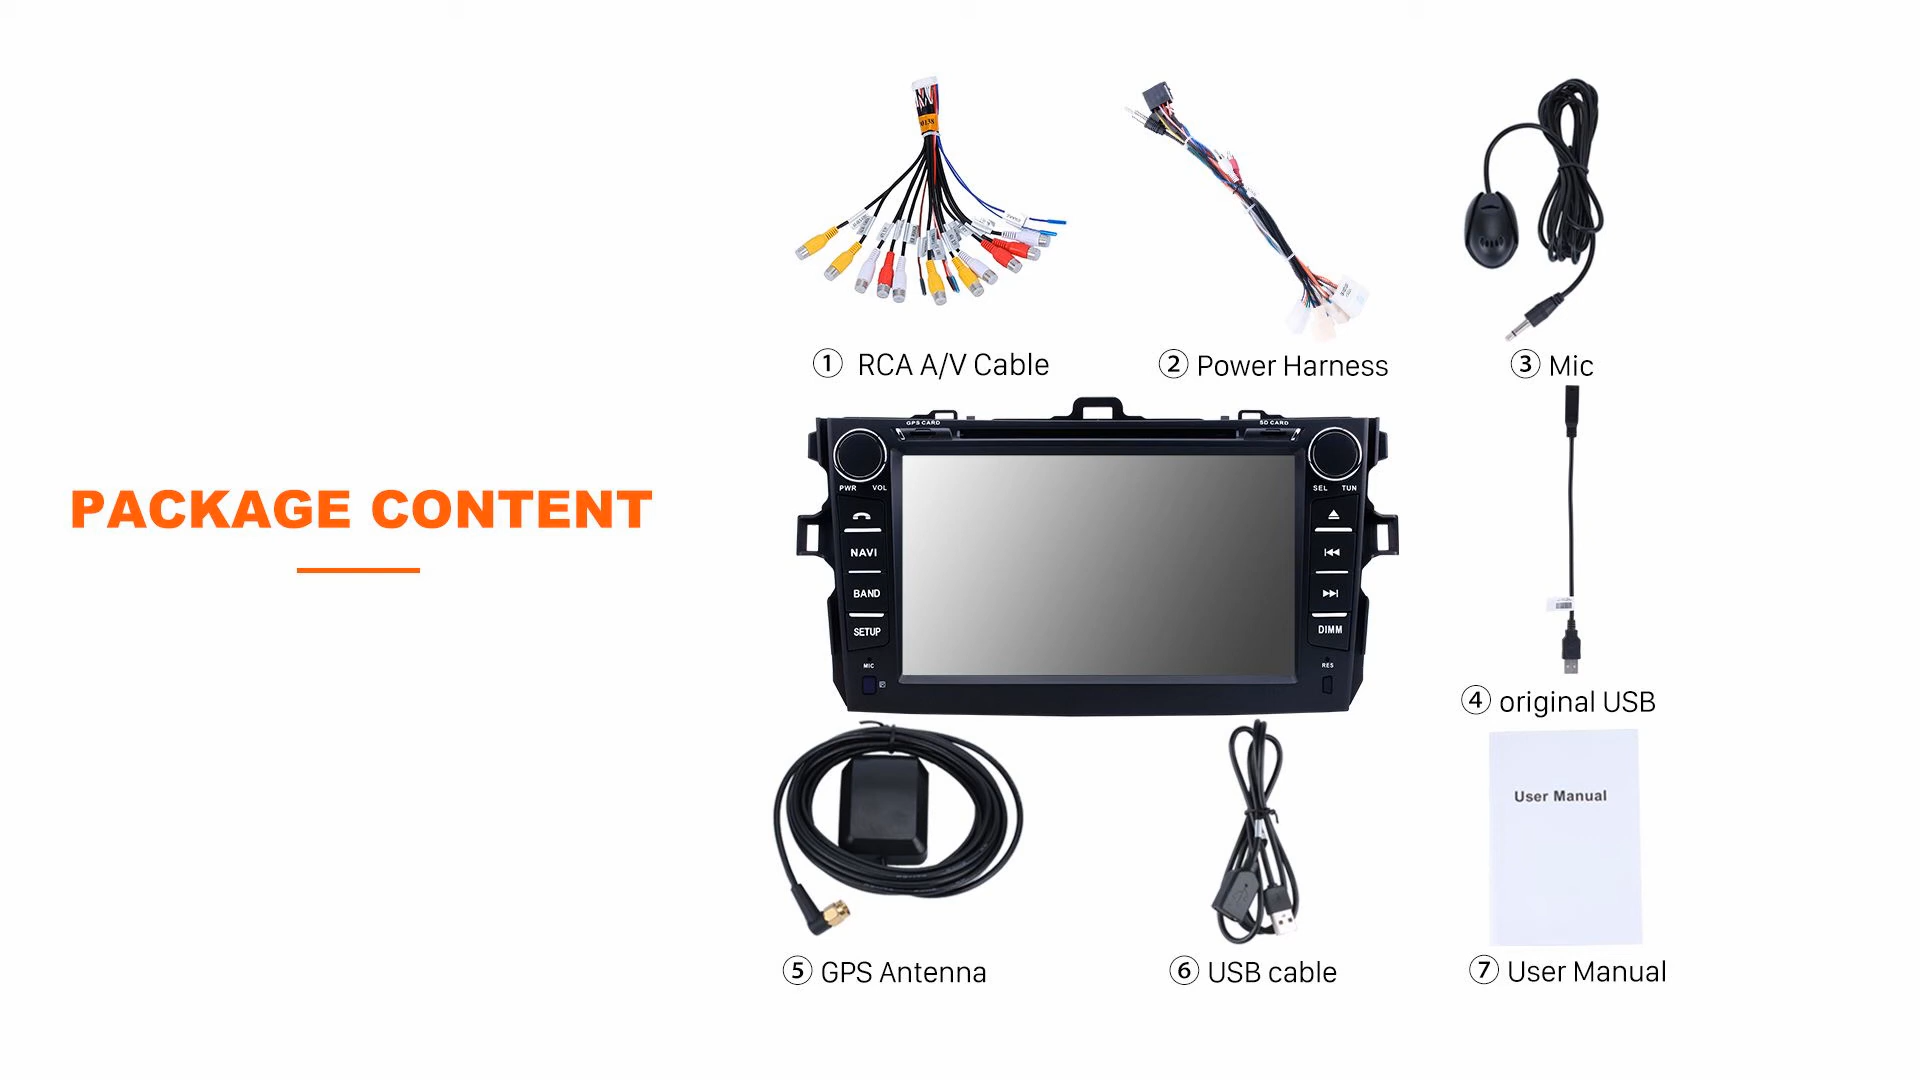 PACKAGE CONTENT
① RCA A/V Cable
② Power Harness
③ Mic
GPS CARD
SD CARD
PWR VOL
SEL TUN
NAVI
BAND
SETUP
DIMM
MIC
RES
④ original USB
User Manual
⑤ GPS Antenna
⑥ USB cable
⑦ User Manual